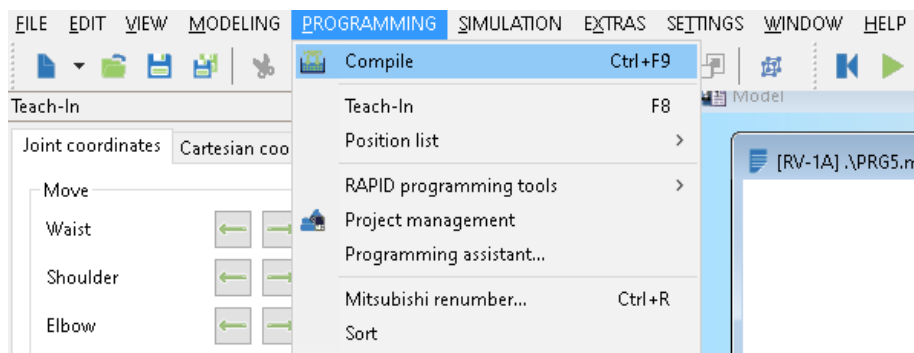 FILE EDIT VIEW MODELING PROGRAMMING SIMULATION EXTRAS SETTINGS WINDOW HELP
Compile Ctrl+F9
Teach-In
Teach-In F8
Model
Joint coordinates Cartesian coo
Position list
[RV-1A] .\PRG5.m
Move
RAPID programming tools
Waist
Project management
Programming assistant...
Shoulder
Mitsubishi renumber... Ctrl+R
Elbow
Sort